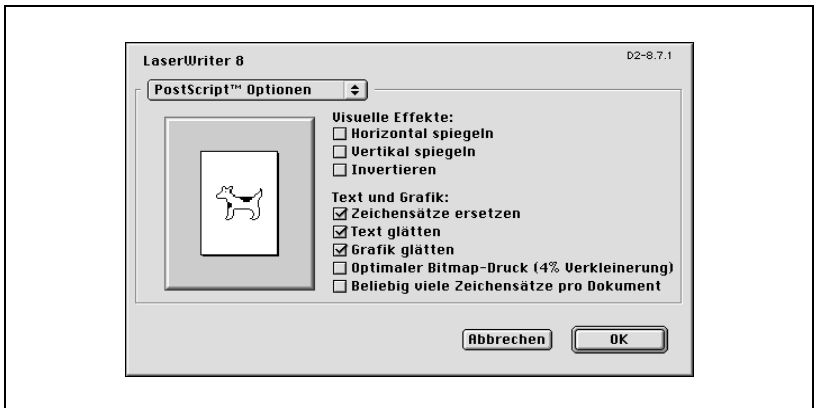 LaserWriter 8
D2-8.7.1
PostScript™ Optionen
Visuelle Effekte:
Horizontal spiegeln
Vertikal spiegeln
Invertieren
Text und Grafik:
Zeichensätze ersetzen
Text glätten
Grafik glätten
Optimaler Bitmap-Druck (4% Verkleinerung)
Beliebig viele Zeichensätze pro Dokument
Abbrechen
OK